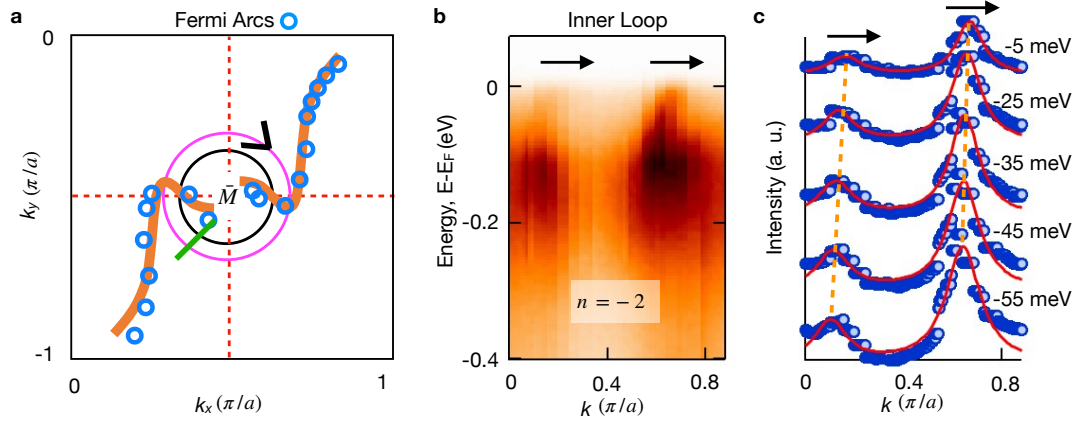 a
Fermi Arcs
0
k_y (π/a)
-1
M̄
0
1
k_x (π/a)
b
Inner Loop
Energy, E-E_F (eV)
0
-0.2
-0.4
n = − 2
0
0.4
0.8
k (π/a)
c
Intensity (a. u.)
-5 meV
-25 meV
-35 meV
-45 meV
-55 meV
0
0.4
0.8
k (π/a)